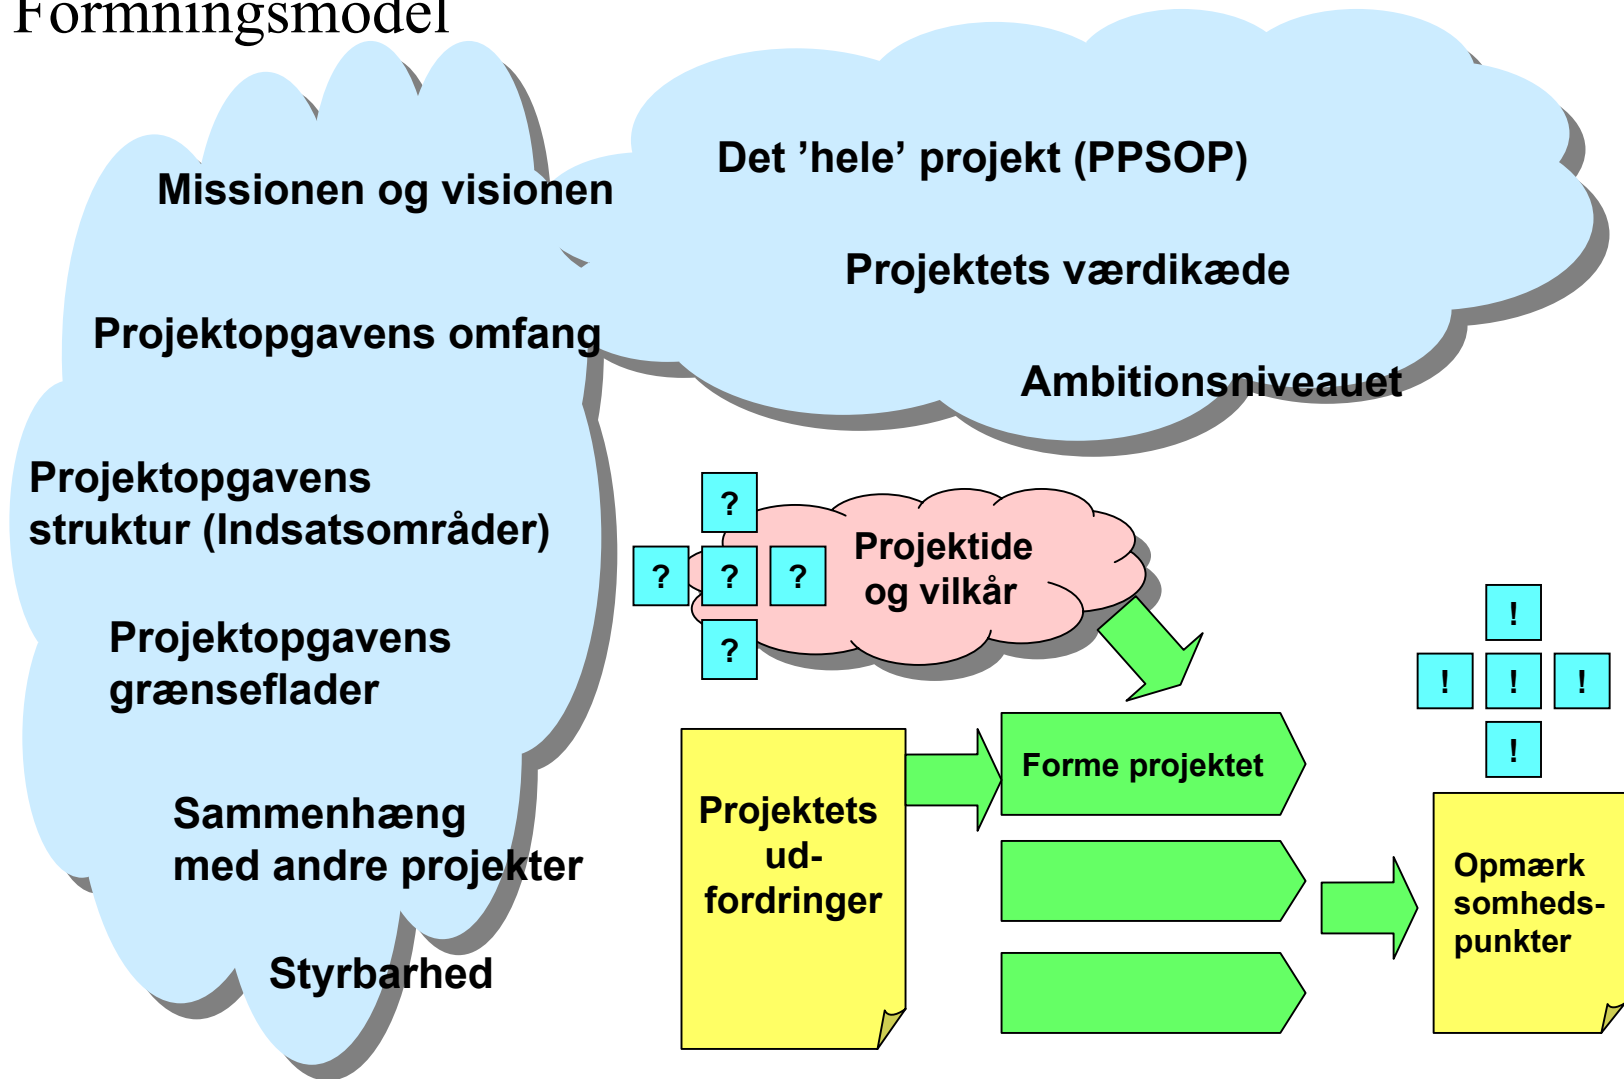 Formningsmodel
Missionen og visionen
Projektopgavens omfang
Projektopgavens
struktur (Indsatsområder)
Projektopgavens
grænseflader
Sammenhæng
med andre projekter
Styrbarhed
Det ’hele’ projekt (PPSOP)
Projektets værdikæde
Ambitionsniveauet
?
? ? ?
?
Projektide
og vilkår
Projektets
ud-
fordringer
Forme projektet
!
! ! !
!
Opmærk
somheds-
punkter